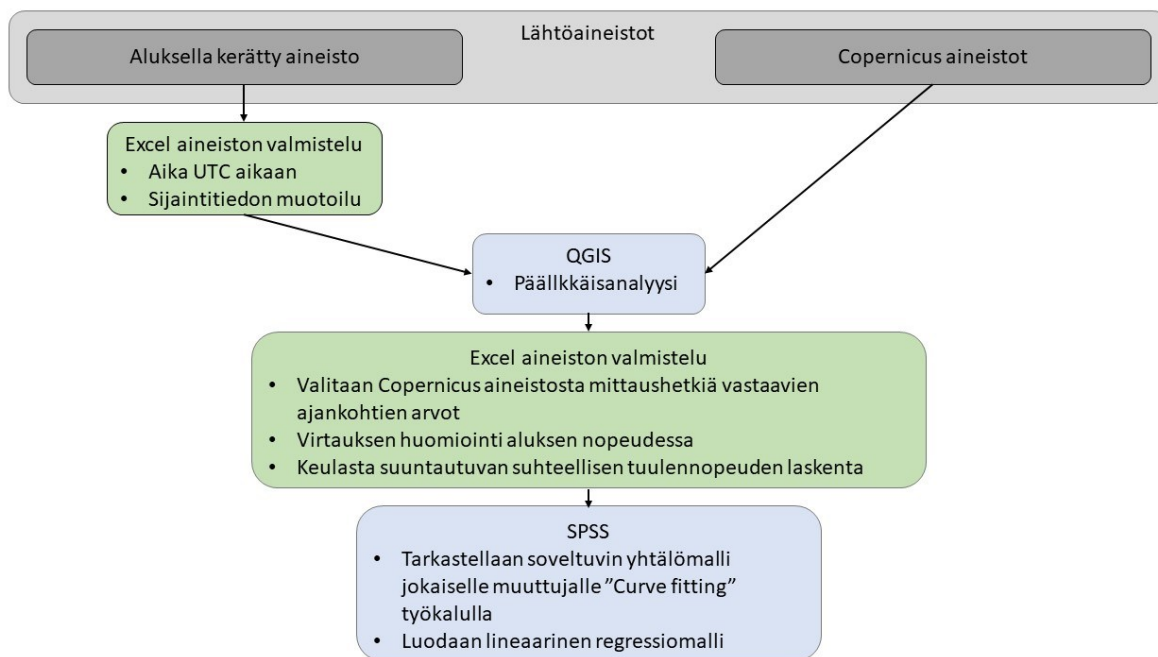 Lähtöaineistot
Aluksella kerätty aineisto
Copernicus aineistot
Excel aineiston valmistelu
• Aika UTC aikaan
• Sijaintitiedon muotoilu
QGIS
• Päällkkäisanalyysi
Excel aineiston valmistelu
• Valitaan Copernicus aineistosta mittaushetkiä vastaavien
ajankohtien arvot
• Virtauksen huomiointi aluksen nopeudessa
• Keulasta suuntautuvan suhteellisen tuulennopeuden laskenta
SPSS
• Tarkastellaan soveltuvin yhtälömalli
jokaiselle muuttujalle ”Curve fitting”
työkalulla
• Luodaan lineaarinen regressiomalli